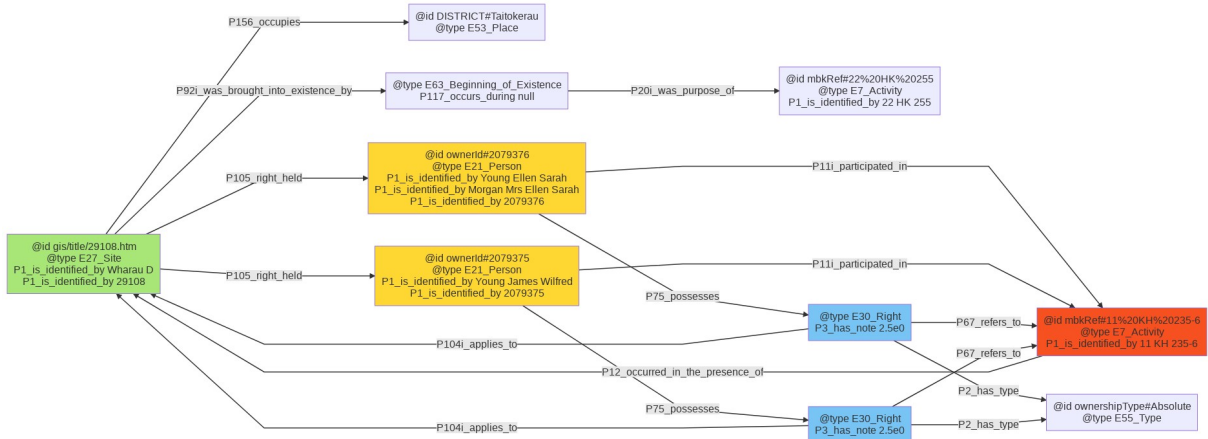 P156_occupies
@id DISTRICT#Taitokerau
@type E53_Place
P92i_was_brought_into_existence_by
@type E63_Beginning_of_Existence
P117_occurs_during null
P20i_was_purpose_of
@id mbkRef#22%20HK%20255
@type E7_Activity
P1_is_identified_by 22 HK 255
@id ownerId#2079376
@type E21_Person
P1_is_identified_by Young Ellen Sarah
P1_is_identified_by Morgan Mrs Ellen Sarah
P1_is_identified_by 2079376
P11i_participated_in
P105_right_held
@id gis/title/29108.htm
@type E27_Site
P1_is_identified_by Wharau D
P1_is_identified_by 29108
P105_right_held
@id ownerId#2079375
@type E21_Person
P1_is_identified_by Young James Wilfred
P1_is_identified_by 2079375
P11i_participated_in
P75_possesses
@type E30_Right
P3_has_note 2.5e0
P67_refers_to
@id mbkRef#11%20KH%20235-6
@type E7_Activity
P1_is_identified_by 11 KH 235-6
P104i_applies_to
P67_refers_to
P12_occurred_in_the_presence_of
P2_has_type
P75_possesses
@id ownershipType#Absolute
@type E55_Type
@type E30_Right
P3_has_note 2.5e0
P2_has_type
P104i_applies_to